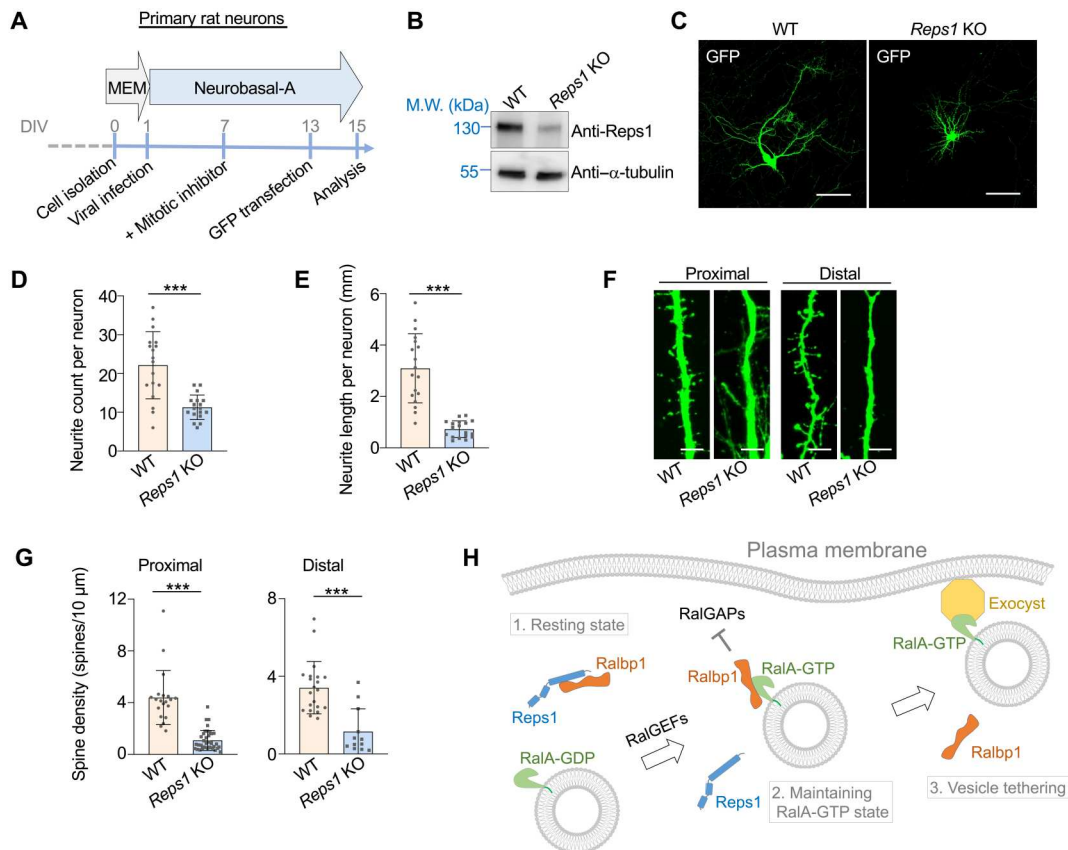 A
Primary rat neurons
MEM
Neurobasal-A
DIV
0
1
7
13
15
Cell isolation
Viral infection
+ Mitotic inhibitor
GFP transfection
Analysis
B
WT
Reps1 KO
M.W. (kDa)
130
Anti-Reps1
55
Anti–α-tubulin
C
WT
Reps1 KO
GFP
GFP
D
Neurite count per neuron
40
30
20
10
0
***
WT
Reps1 KO
E
Neurite length per neuron (mm)
6
4
2
0
***
WT
Reps1 KO
F
Proximal
Distal
WT
Reps1 KO
WT
Reps1 KO
G
Spine density (spines/10 μm)
Proximal
12
8
4
0
***
WT
Reps1 KO
Distal
8
4
0
***
WT
Reps1 KO
H
Plasma membrane
1. Resting state
Ralbp1
Reps1
RalA-GDP
RalGEFs
RalGAPs
Ralbp1
RalA-GTP
Reps1
2. Maintaining
RalA-GTP state
Exocyst
RalA-GTP
Ralbp1
3. Vesicle tethering